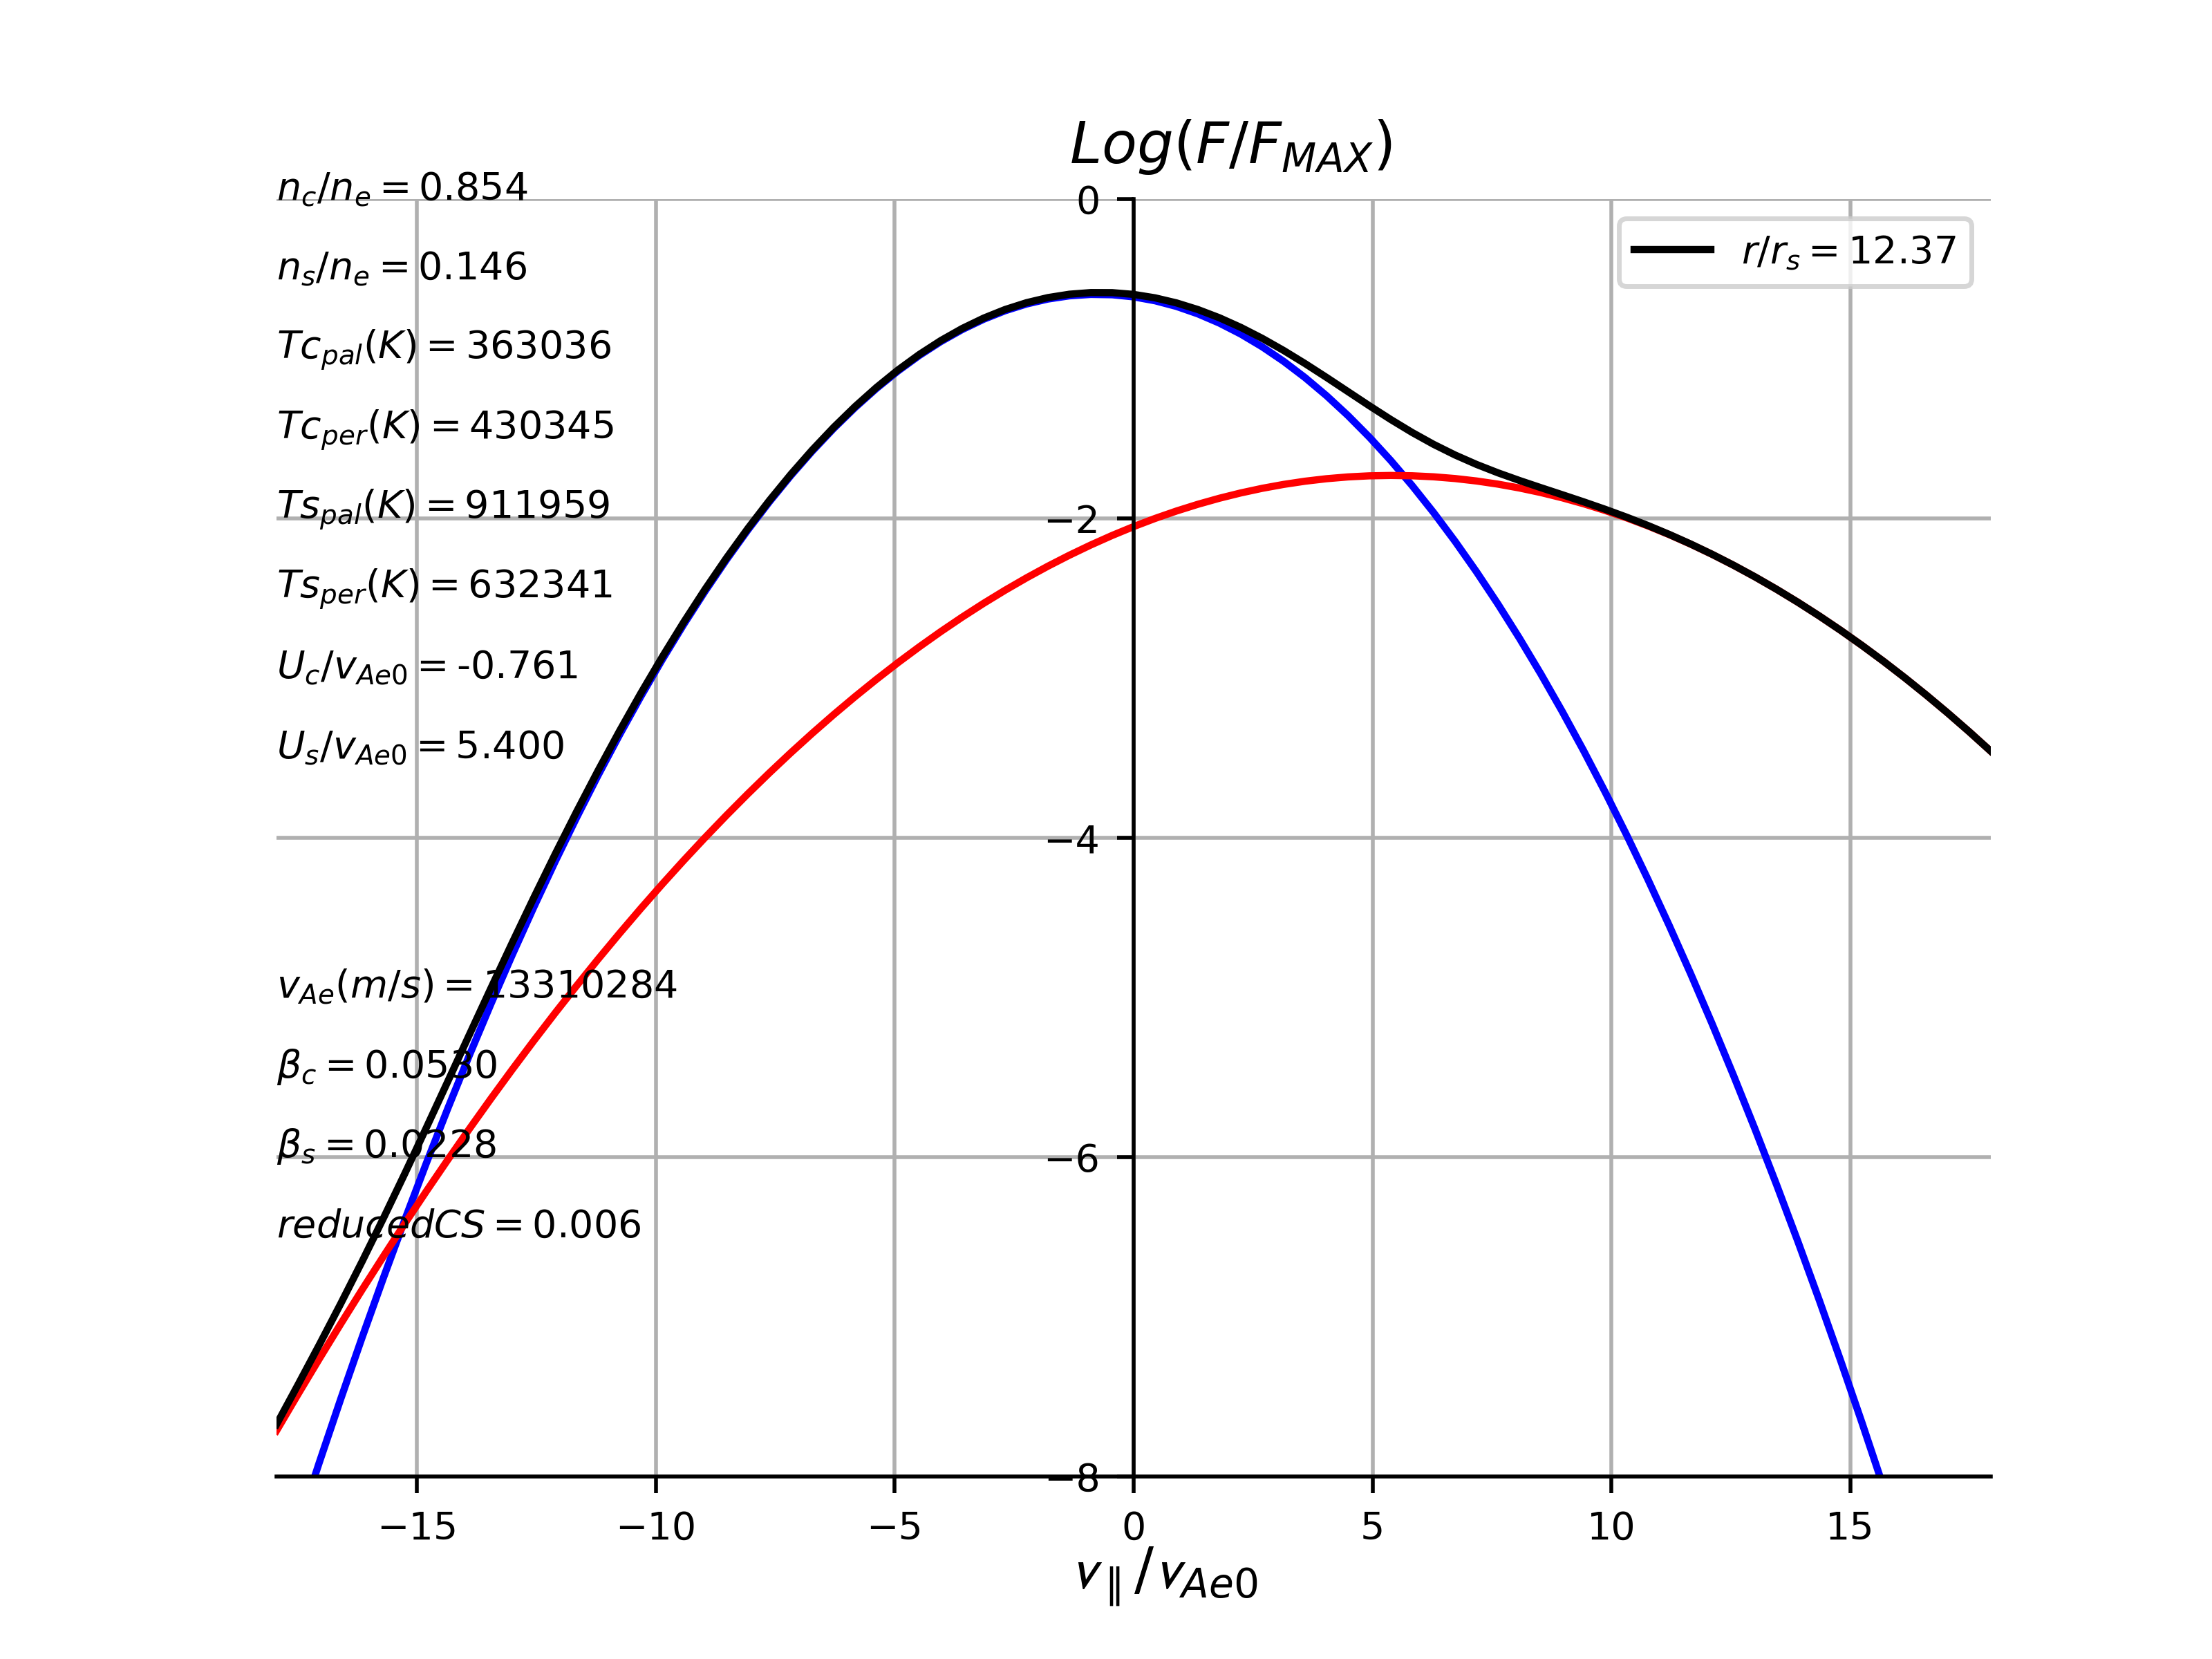 Log(F/F_MAX)
n_c/n_e = 0.854
n_s/n_e = 0.146
Tc_pal(K) = 363036
Tc_per(K) = 430345
Ts_pal(K) = 911959
Ts_per(K) = 632341
U_c/v_Ae0 = -0.761
U_s/v_Ae0 = 5.400
v_Ae(m/s) = 13310284
β_c = 0.0530
β_s = 0.0228
reducedCS = 0.006
r/r_s = 12.37
0
−2
−4
−6
−8
−15 −10 −5 0 5 10 15
v_∥/v_Ae0